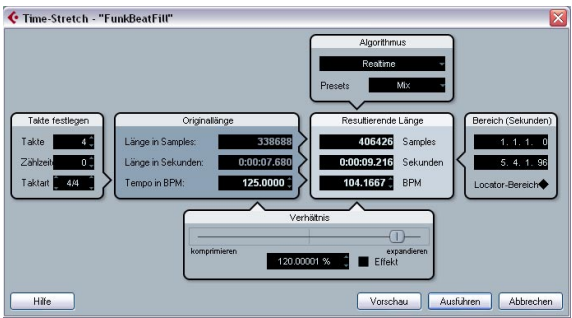 Time-Stretch - "FunkBeatFill"
Algorithmus
Realtime
Presets Mix
Takte festlegen
Takte 4
Zählzeit 0
Taktart 4/4
Originallänge
Länge in Samples: 338688
Länge in Sekunden: 0:00:07.680
Tempo in BPM: 125.0000
Resultierende Länge
406426 Samples
0:00:09.216 Sekunden
104.1667 BPM
Bereich (Sekunden)
1. 1. 1. 0
5. 4. 1. 96
Locator-Bereich
Verhältnis
komprimieren expandieren
120.00001 % Effekt
Hilfe Vorschau Ausführen Abbrechen